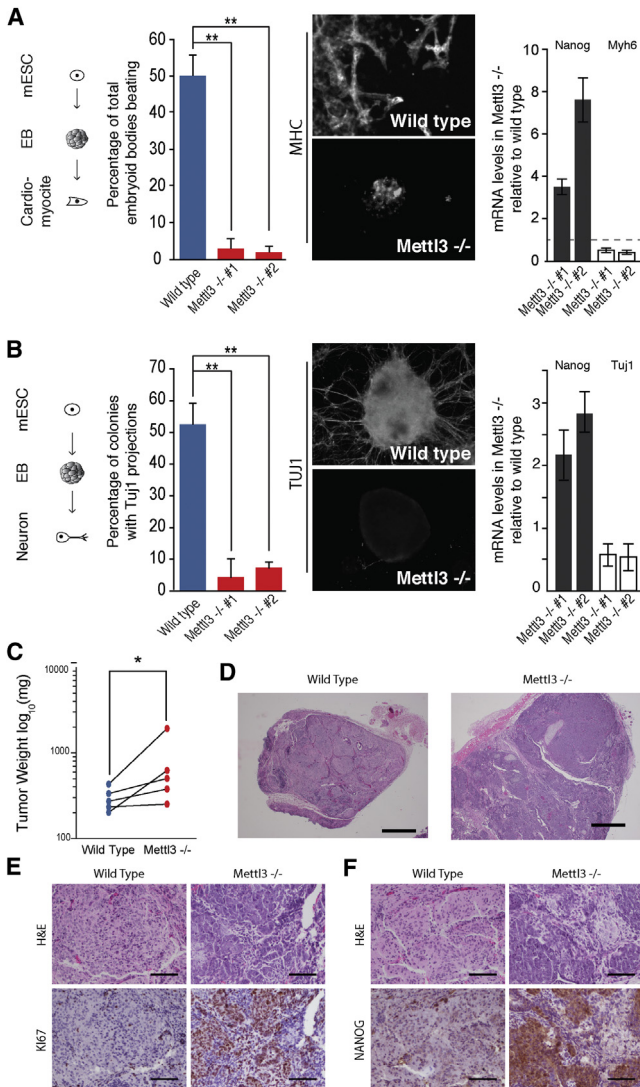 A
mESC
EB
Cardio-
myocite
Percentage of total
embryoid bodies beating
60
50
40
30
20
10
0
**
**
Wild type
Mettl3 -/- #1
Mettl3 -/- #2
MHC
Wild type
Mettl3 -/-
mRNA levels in Mettl3 -/-
relative to wild type
Nanog Myh6
10
8
6
4
2
1
0
Mettl3 -/- #1
Mettl3 -/- #2
Mettl3 -/- #1
Mettl3 -/- #2
B
mESC
EB
Neuron
Percentage of colonies
with Tuj1 projections
70
60
50
40
30
20
10
0
**
**
Wild type
Mettl3 -/- #1
Mettl3 -/- #2
TUJ1
Wild type
Mettl3 -/-
mRNA levels in Mettl3 -/-
relative to wild type
Nanog Tuj1
3
2
1
0
Mettl3 -/- #1
Mettl3 -/- #2
Mettl3 -/- #1
Mettl3 -/- #2
C
Tumor Weight log10(mg)
10000
1000
100
*
Wild Type Mettl3 -/-
D
Wild Type Mettl3 -/-
E
Wild Type Mettl3 -/-
H&E
KI67
F
Wild Type Mettl3 -/-
H&E
NANOG